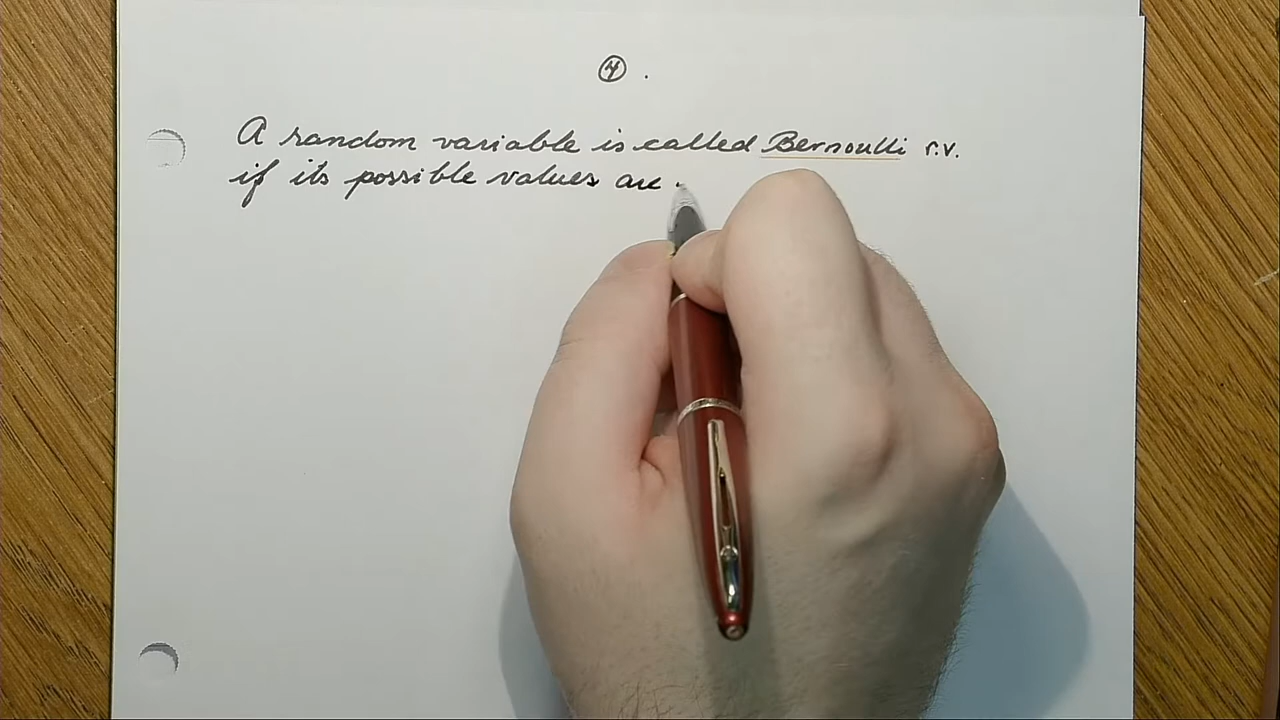 ④.
A random variable is called Bernoulli r.v.
if its possible values are